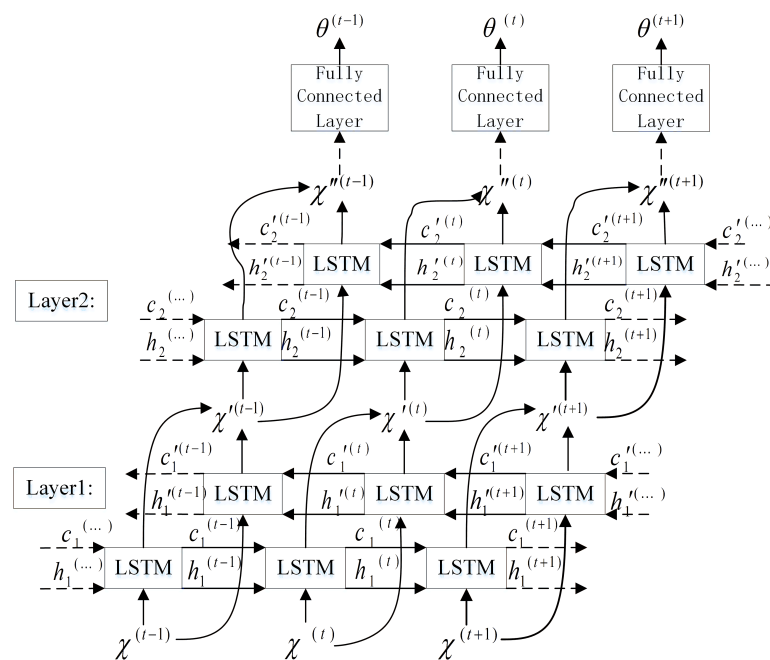 θ^(t−1) θ^(t) θ^(t+1)
Fully Connected Layer
Fully Connected Layer
Fully Connected Layer
χ″^(t−1) χ″^(t) χ″^(t+1)
c₂′^(t−1) c₂′^(t) c₂′^(t+1) c₂′^(...)
LSTM LSTM LSTM
h₂′^(t−1) h₂′^(t) h₂′^(t+1) h₂′^(...)
Layer2:
c₂^(...) c₂^(t−1) c₂^(t) c₂^(t+1)
LSTM LSTM LSTM
h₂^(...) h₂^(t−1) h₂^(t) h₂^(t+1)
χ′^(t−1) χ′^(t) χ′^(t+1)
c₁′^(t−1) c₁′^(t) c₁′^(t+1) c₁′^(...)
LSTM LSTM LSTM
Layer1:
h₁′^(t−1) h₁′^(t) h₁′^(t+1) h₁′^(...)
c₁^(...) c₁^(t−1) c₁^(t) c₁^(t+1)
LSTM LSTM LSTM
h₁^(...) h₁^(t−1) h₁^(t) h₁^(t+1)
χ^(t−1) χ^(t) χ^(t+1)